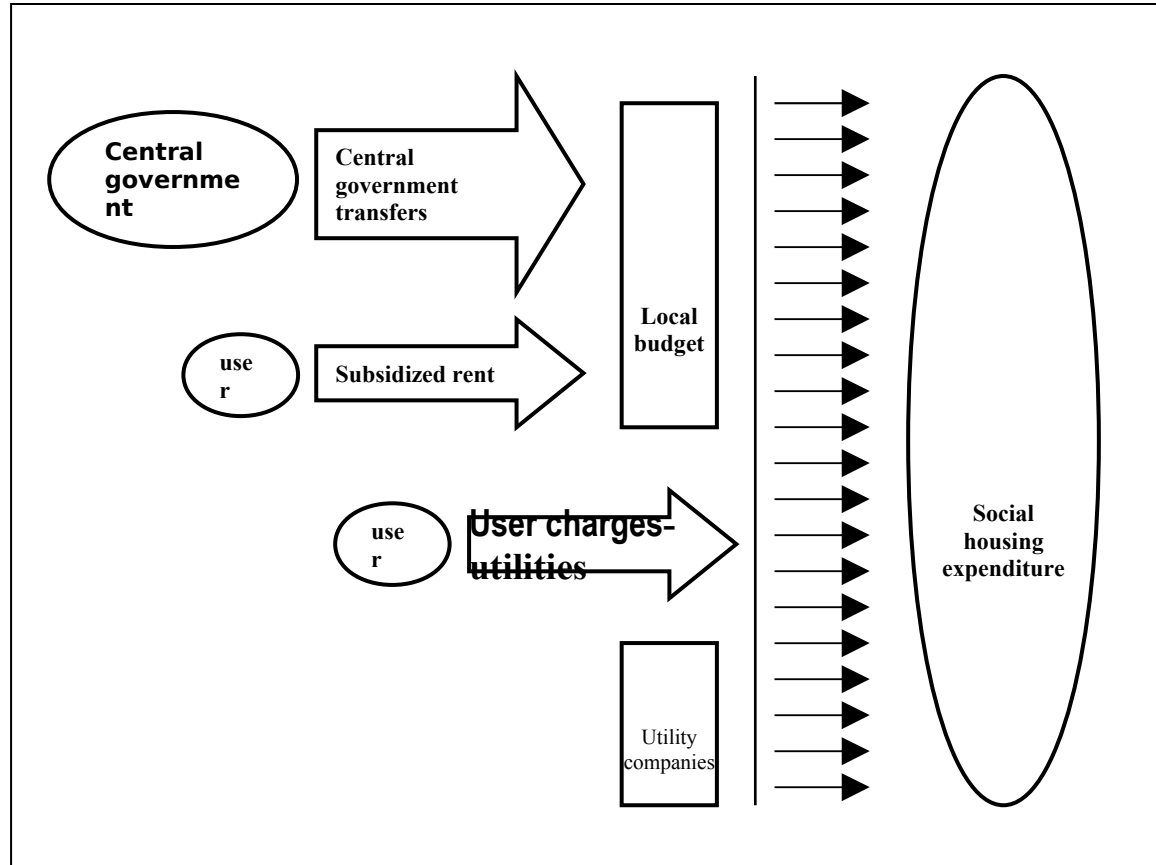 Central
governme
nt
Central
government
transfers
Local
budget
use
r
Subsidized rent
use
r
User charges-
utilities
Social
housing
expenditure
Utility
companies